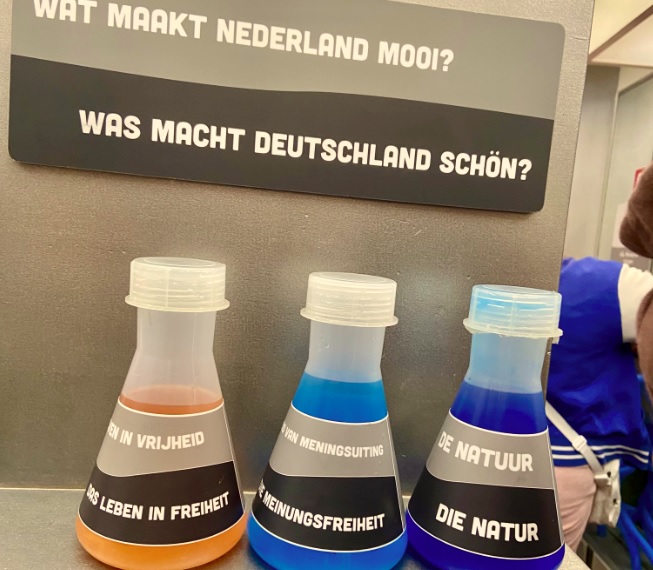 WAT MAAKT NEDERLAND MOOI?
WAS MACHT DEUTSCHLAND SCHÖN?
IN VRIJHEID
DAS LEBEN IN FREIHEIT
VAN MENINGSUITING
MEINUNGSFREIHEIT
DE NATUUR
DIE NATUR